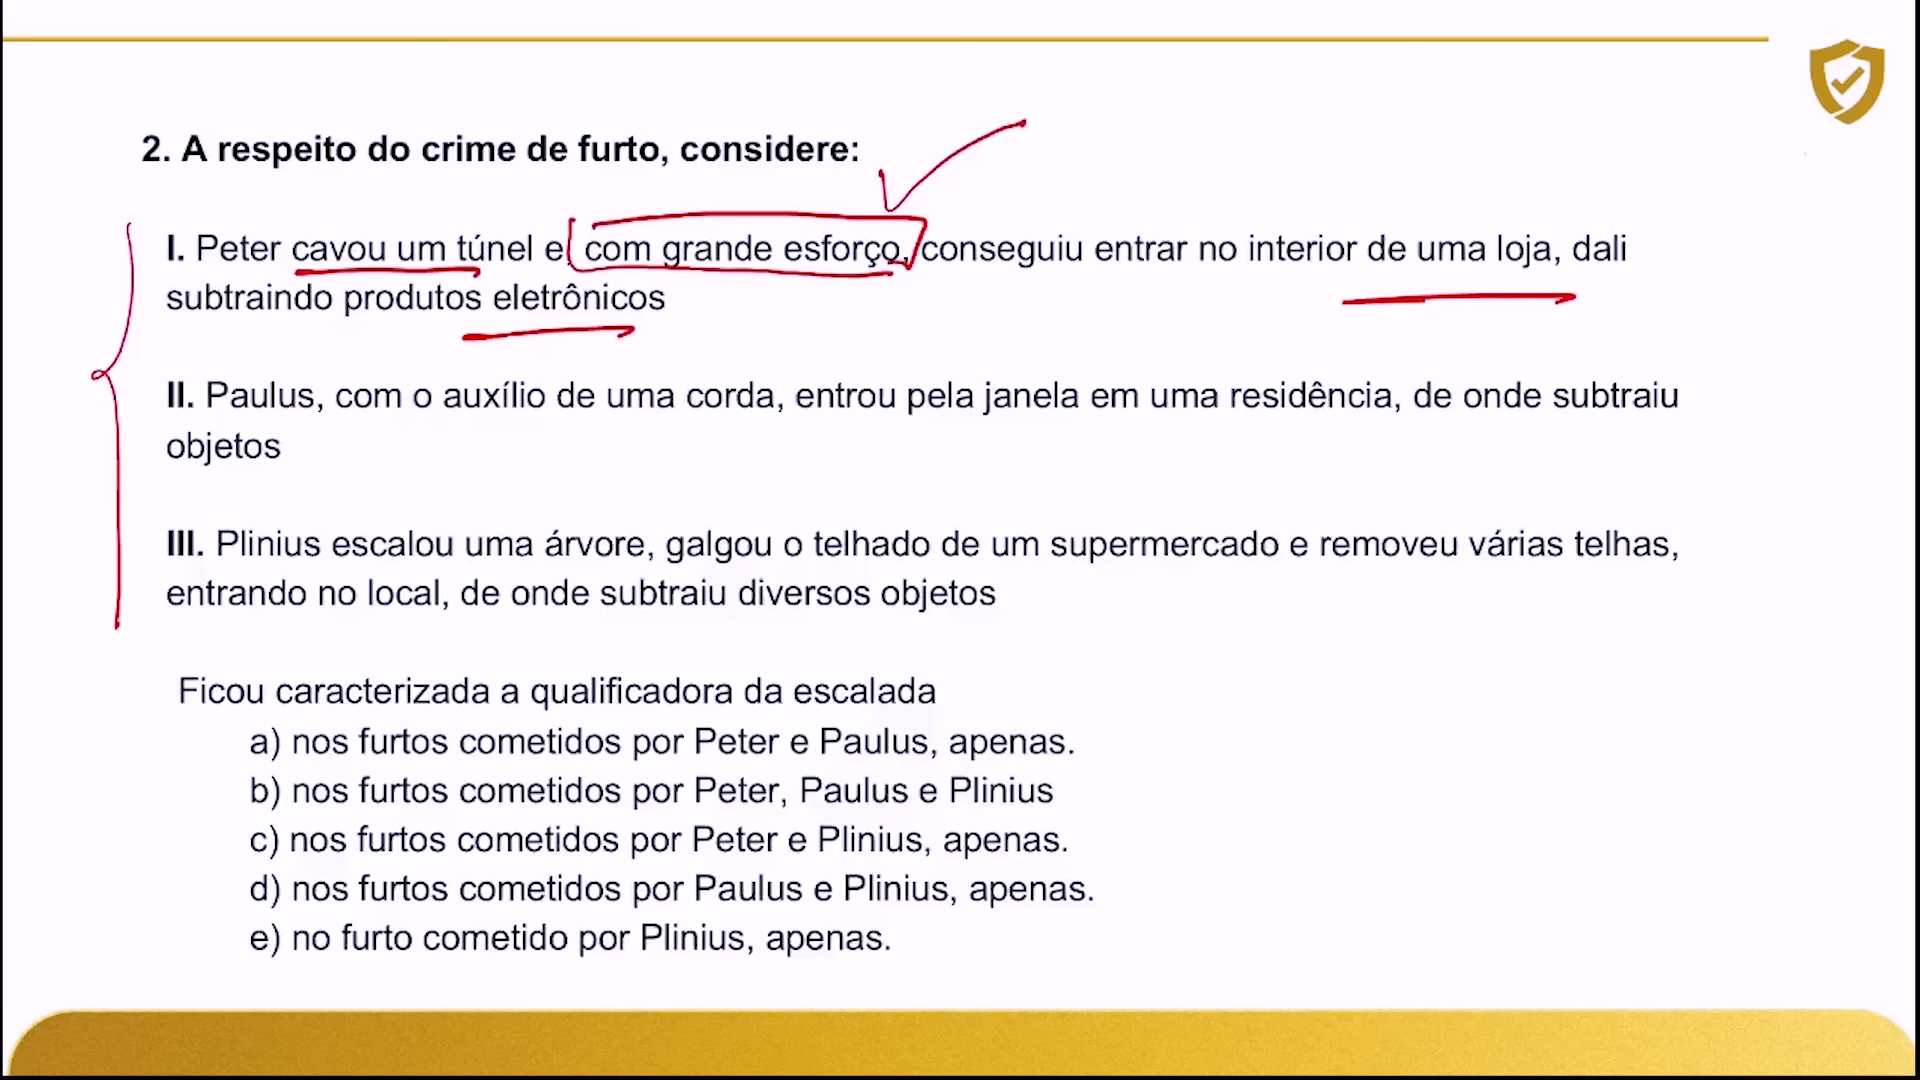 2. A respeito do crime de furto, considere:
I. Peter cavou um túnel e, com grande esforço, conseguiu entrar no interior de uma loja, dali
subtraindo produtos eletrônicos
II. Paulus, com o auxílio de uma corda, entrou pela janela em uma residência, de onde subtraiu
objetos
III. Plinius escalou uma árvore, galgou o telhado de um supermercado e removeu várias telhas,
entrando no local, de onde subtraiu diversos objetos
Ficou caracterizada a qualificadora da escalada
a) nos furtos cometidos por Peter e Paulus, apenas.
b) nos furtos cometidos por Peter, Paulus e Plinius
c) nos furtos cometidos por Peter e Plinius, apenas.
d) nos furtos cometidos por Paulus e Plinius, apenas.
e) no furto cometido por Plinius, apenas.